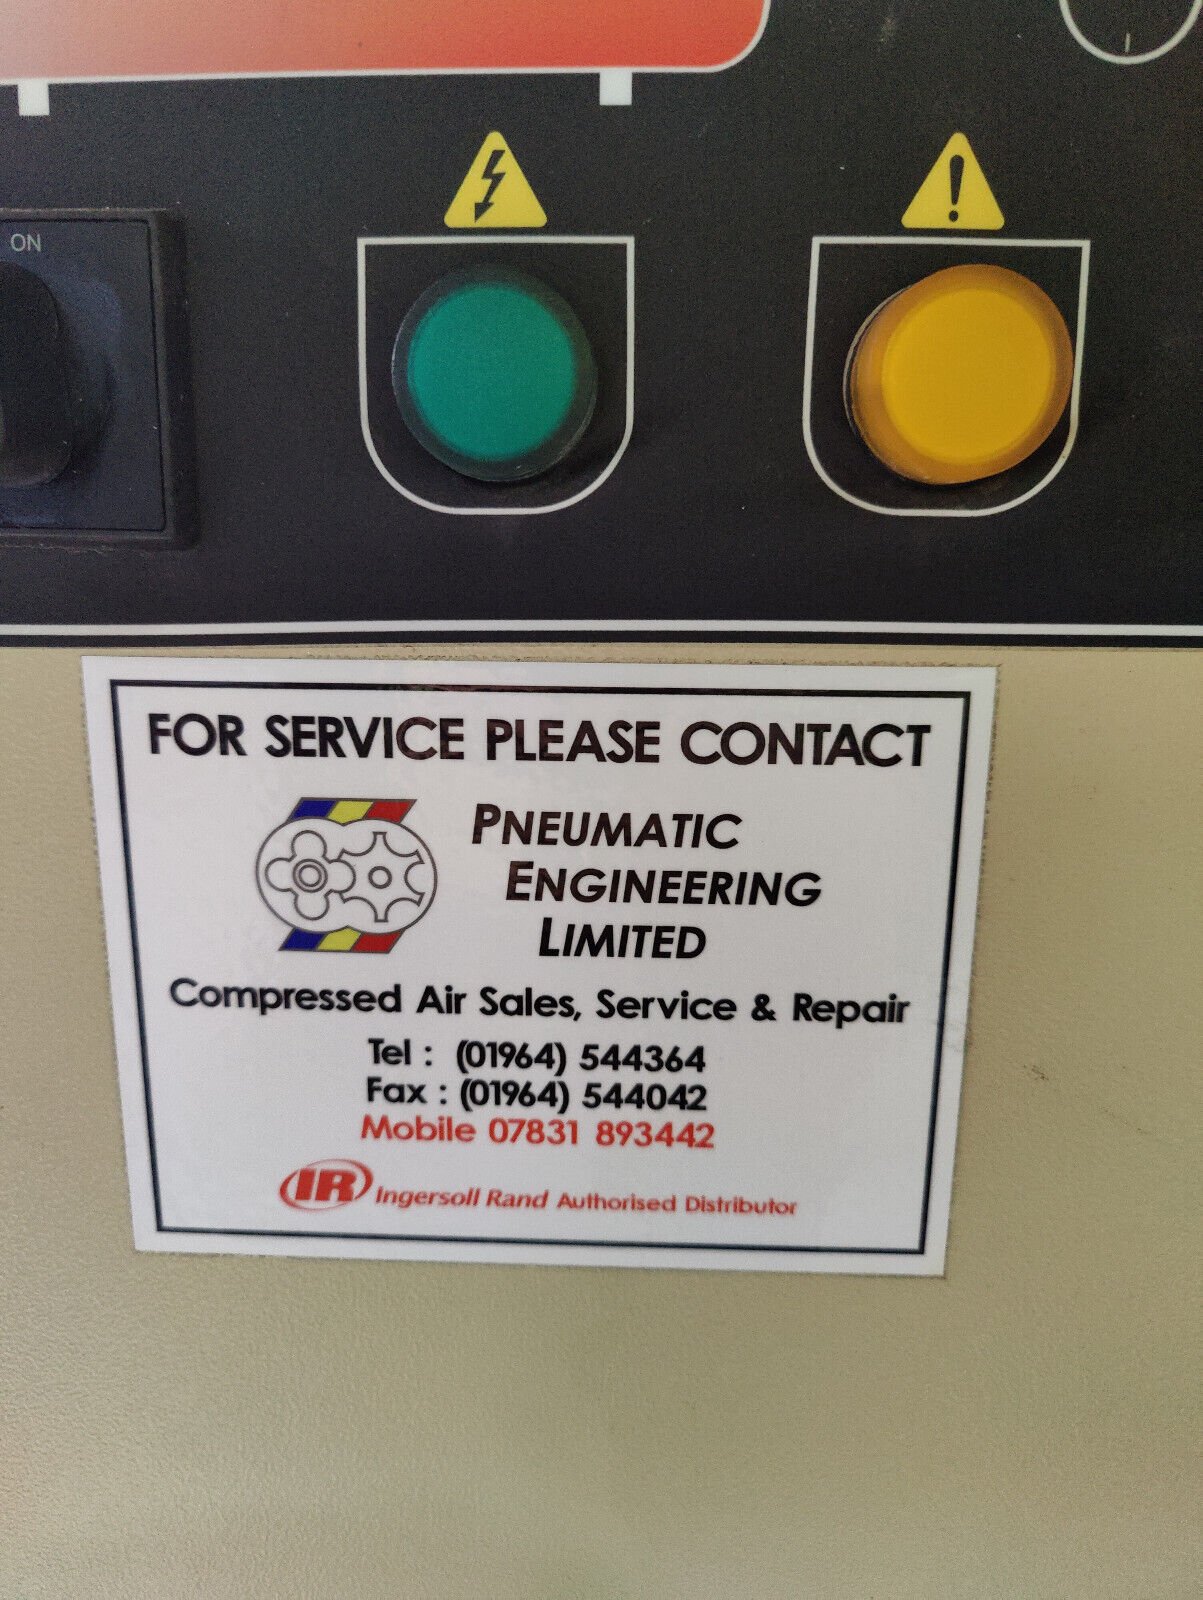 ON
FOR SERVICE PLEASE CONTACT
PNEUMATIC
ENGINEERING
LIMITED
Compressed Air Sales, Service & Repair
Tel : (01964) 544364
Fax : (01964) 544042
Mobile 07831 893442
IR Ingersoll Rand Authorised Distributor